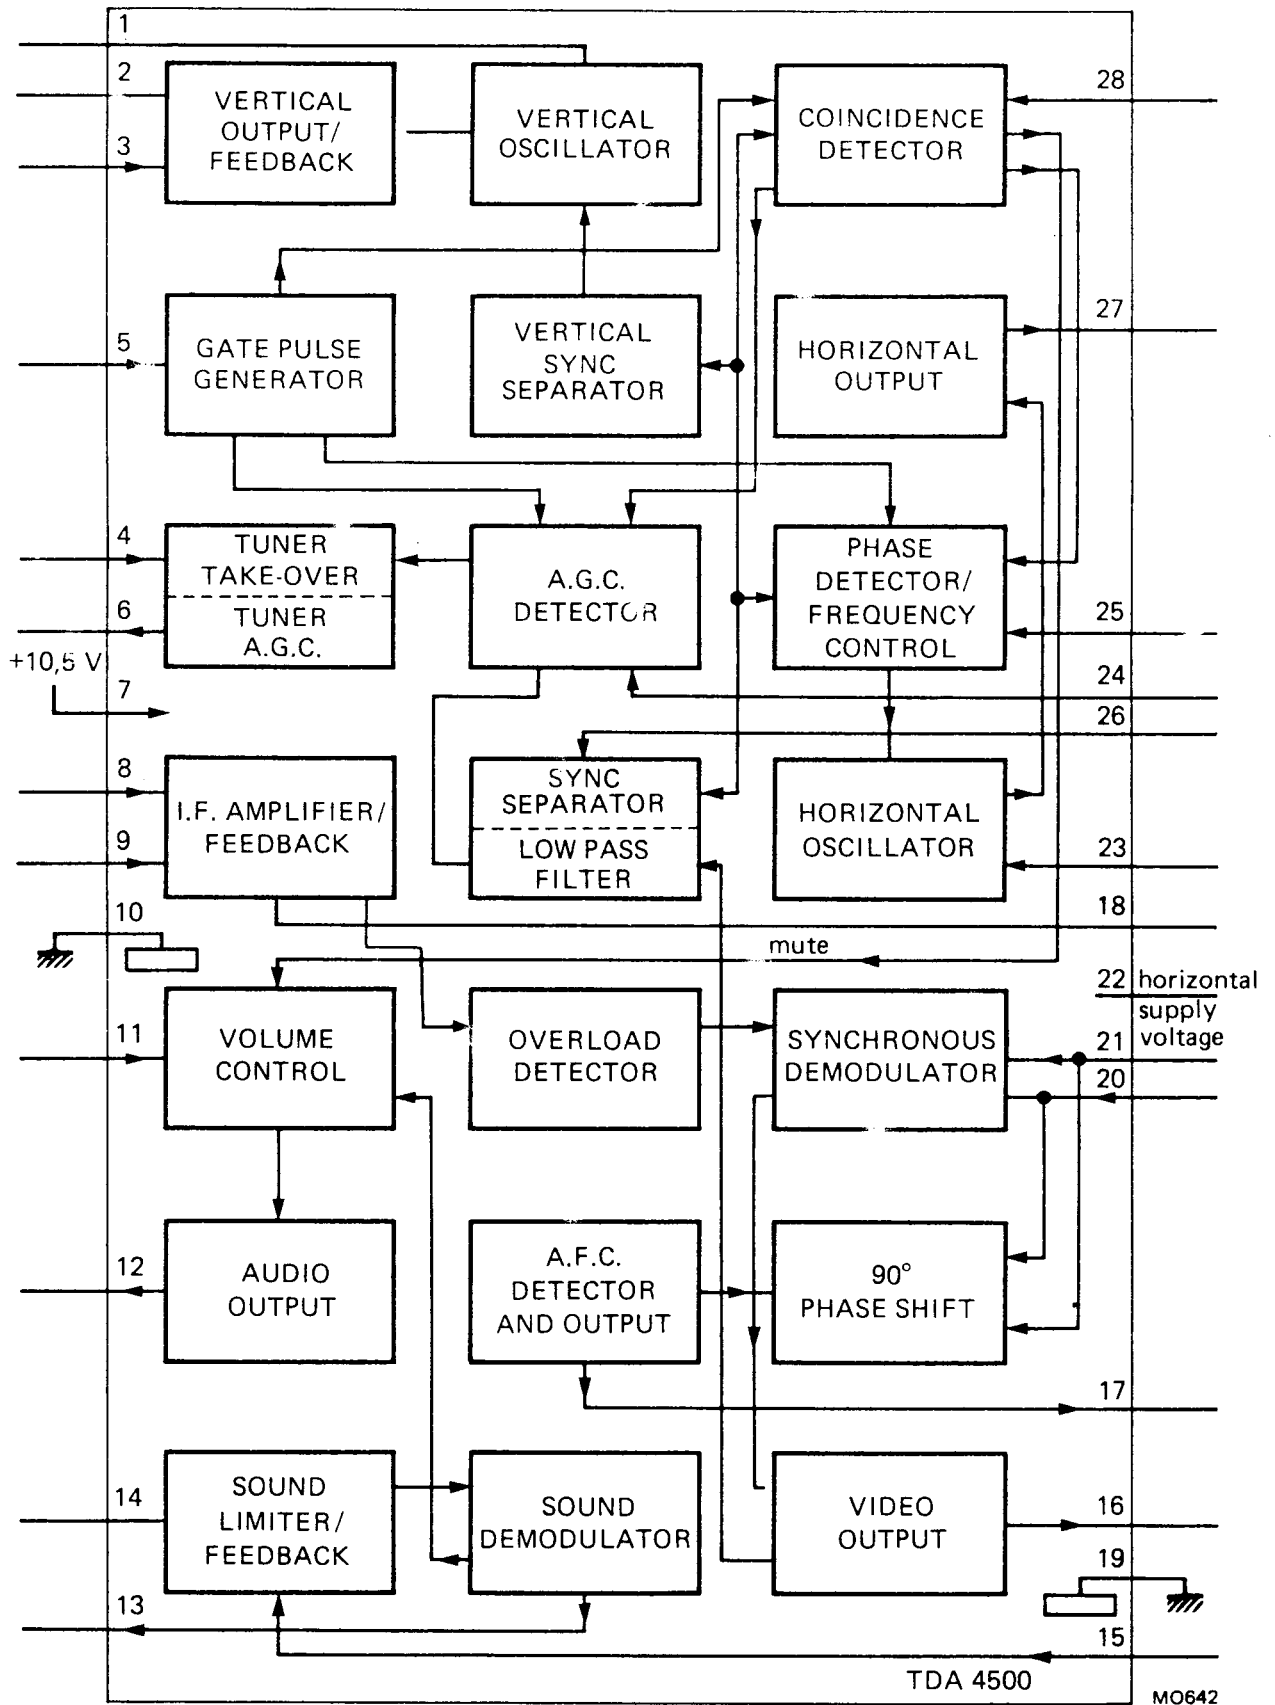 1
2
VERTICAL
OUTPUT/
FEEDBACK
VERTICAL
OSCILLATOR
COINCIDENCE
DETECTOR
28
3
5
GATE PULSE
GENERATOR
VERTICAL
SYNC
SEPARATOR
HORIZONTAL
OUTPUT
27
4
TUNER
TAKE-OVER
TUNER
A.G.C.
A.G.C.
DETECTOR
PHASE
DETECTOR/
FREQUENCY
CONTROL
6
25
+10,5 V
7
24
26
8
I.F. AMPLIFIER/
FEEDBACK
SYNC
SEPARATOR
LOW PASS
FILTER
HORIZONTAL
OSCILLATOR
9
23
10
18
mute
22 horizontal
supply
voltage
11
VOLUME
CONTROL
OVERLOAD
DETECTOR
SYNCHRONOUS
DEMODULATOR
21
20
12
AUDIO
OUTPUT
A.F.C.
DETECTOR
AND OUTPUT
90°
PHASE SHIFT
17
14
SOUND
LIMITER/
FEEDBACK
SOUND
DEMODULATOR
VIDEO
OUTPUT
16
19
13
15
TDA 4500
MO642